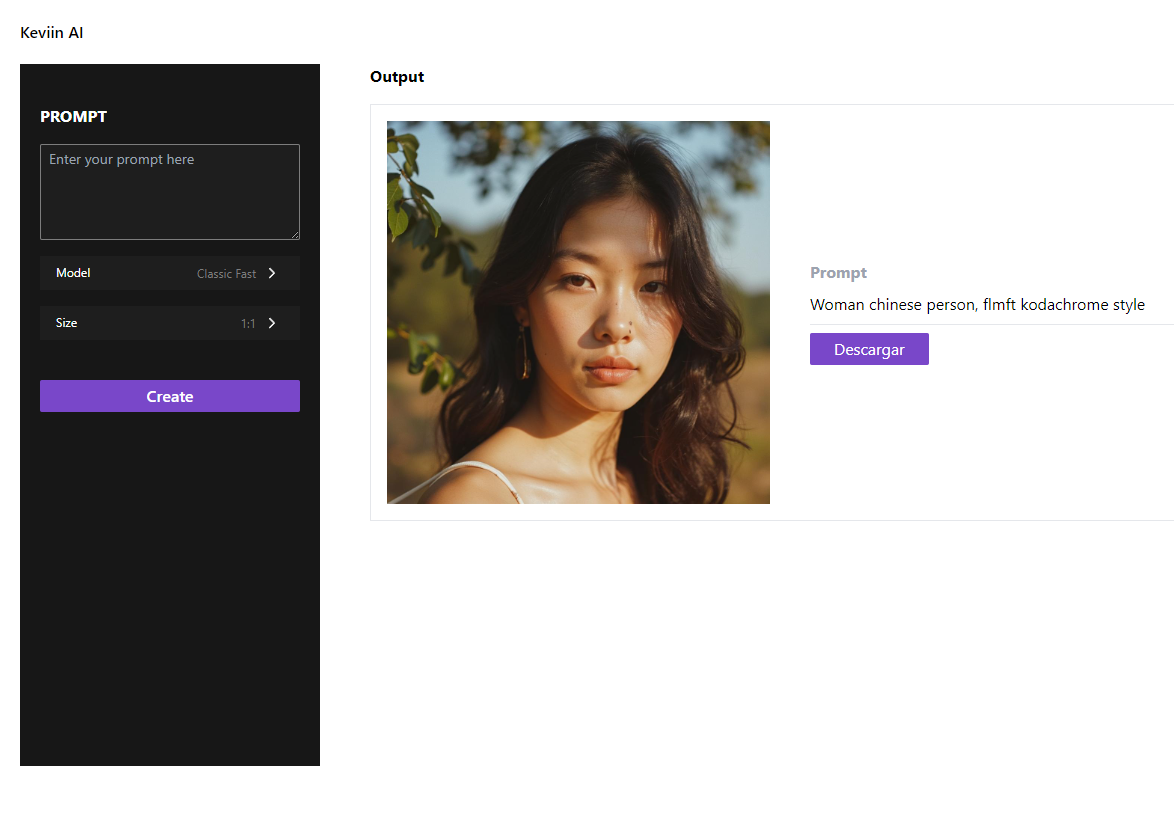 Keviin AI
PROMPT
Enter your prompt here
Model
Classic Fast
Size
1:1
Create
Output
Prompt
Woman chinese person, flmft kodachrome style
Descargar